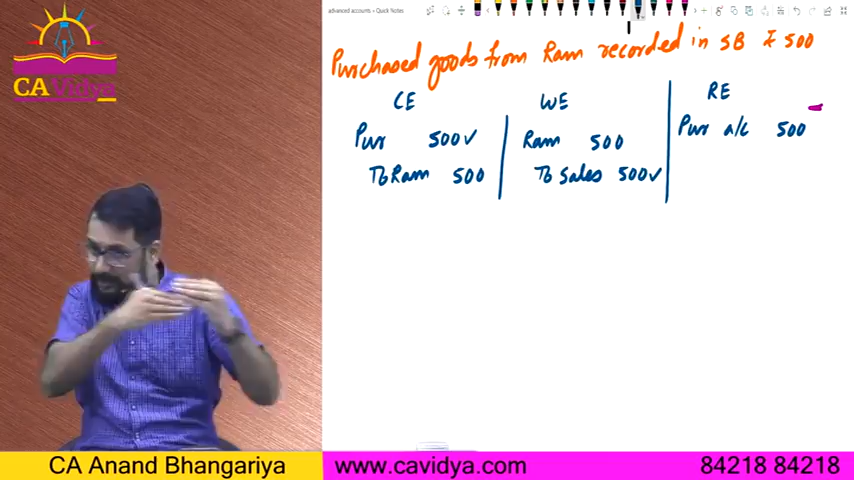 advanced accounts - Quick Notes
CA Vidya
Purchased goods from Ram recorded in SB ₹ 500
CE WE RE
Pur 500✓ Ram 500 Pur a/c 500
To Ram 500 To Sales 500✓
CA Anand Bhangariya www.cavidya.com 84218 84218